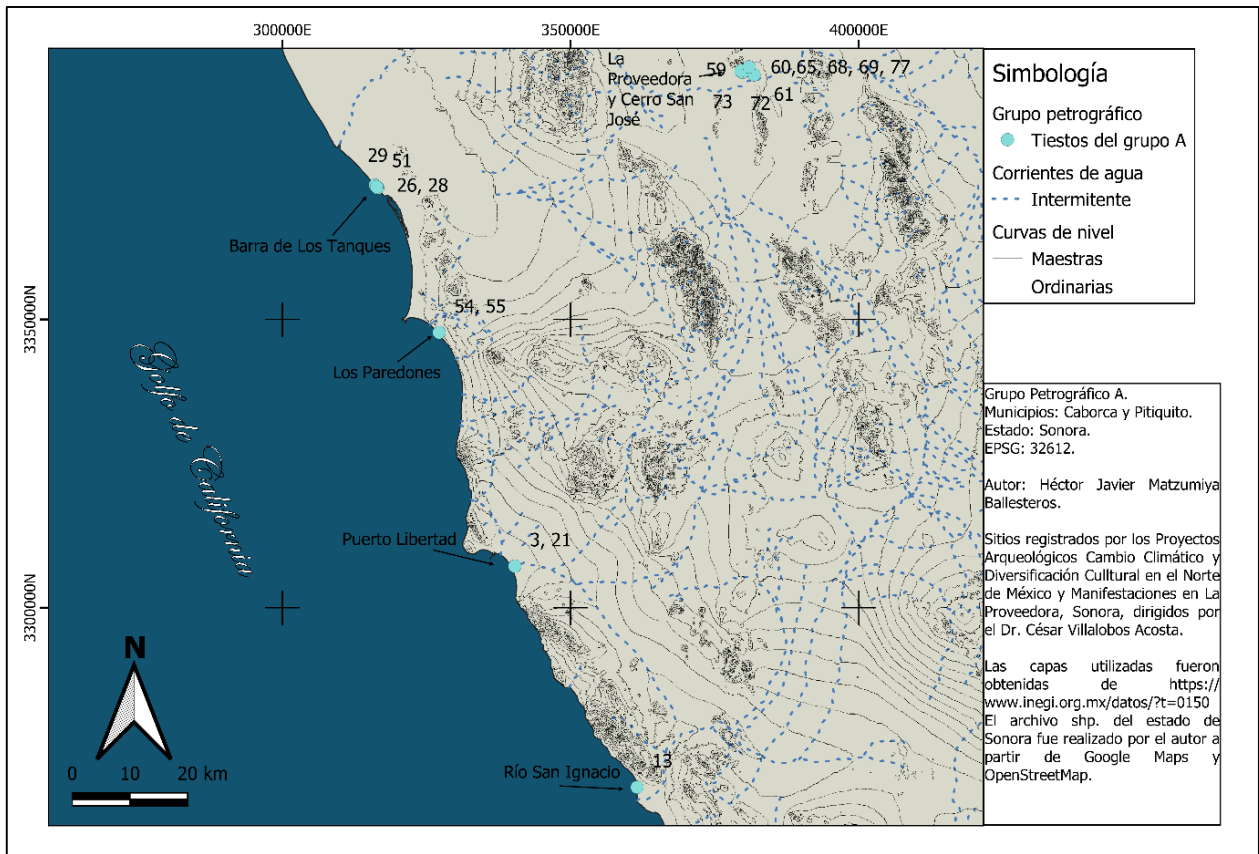 300000E
350000E
400000E
La
Proveedora
y Cerro San
José
59
60,65, 68, 69, 77
61
73
72
29
51
26, 28
Barra de Los Tanques
3350000N
54, 55
Los Paredones
Golfo de California
Puerto Libertad
3, 21
3300000N
13
Río San Ignacio
N
0
10
20 km
Simbología
Grupo petrográfico
Tiestos del grupo A
Corrientes de agua
Intermitente
Curvas de nivel
Maestras
Ordinarias
Grupo Petrográfico A.
Municipios: Caborca y Pitiquito.
Estado: Sonora.
EPSG: 32612.
Autor: Héctor Javier Matzumiya
Ballesteros.
Sitios registrados por los Proyectos
Arqueológicos Cambio Climático y
Diversificación Culltural en el Norte
de México y Manifestaciones en La
Proveedora, Sonora, dirigidos por
el Dr. César Villalobos Acosta.
Las capas utilizadas fueron
obtenidas de https://
www.inegi.org.mx/datos/?t=0150
El archivo shp. del estado de
Sonora fue realizado por el autor a
partir de Google Maps y
OpenStreetMap.